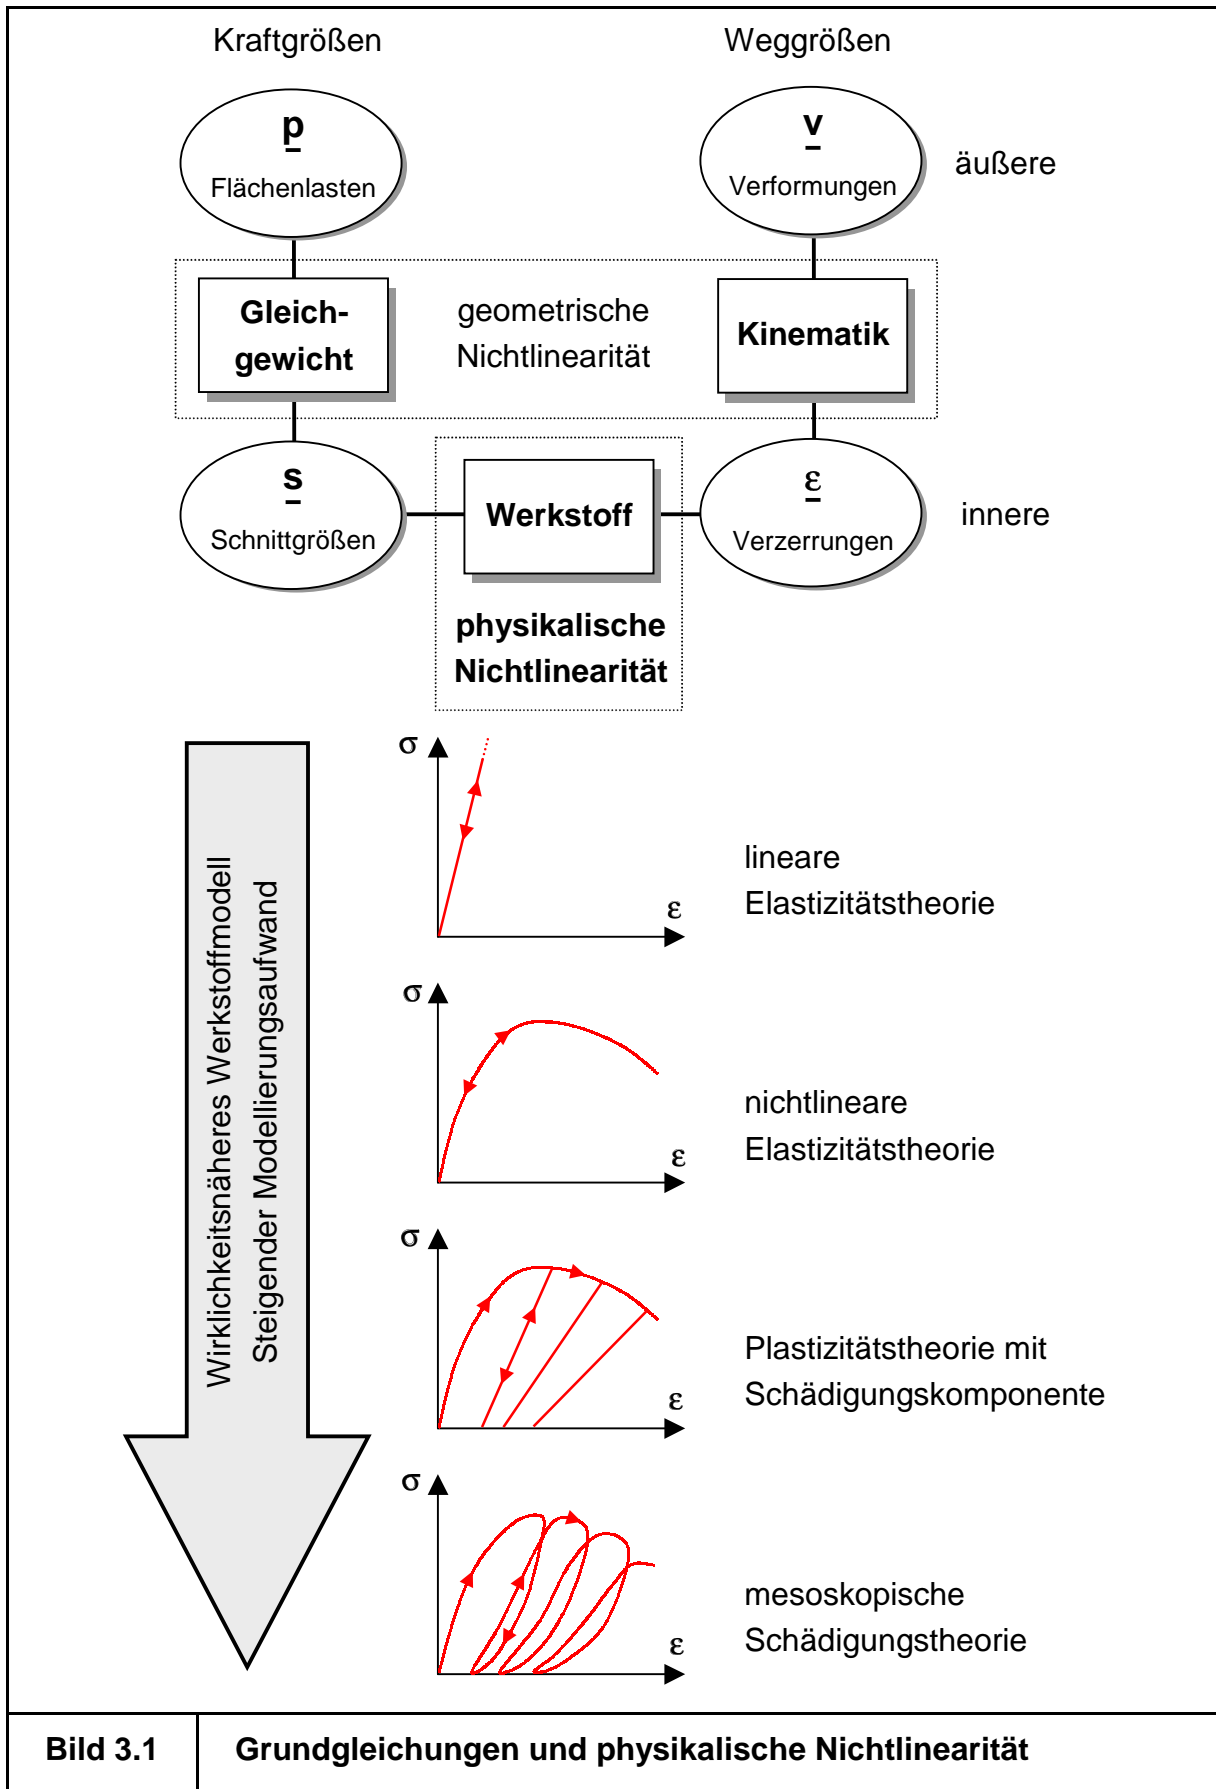 Kraftgrößen
Weggrößen
p
Flächenlasten
v
Verformungen
äußere
Gleich-
gewicht
geometrische
Nichtlinearität
Kinematik
s
Schnittgrößen
Werkstoff
ε
Verzerrungen
innere
physikalische
Nichtlinearität
Wirklichkeitsnäheres Werkstoffmodell
Steigender Modellierungsaufwand
σ
ε
lineare
Elastizitätstheorie
σ
ε
nichtlineare
Elastizitätstheorie
σ
ε
Plastizitätstheorie mit
Schädigungskomponente
σ
ε
mesoskopische
Schädigungstheorie
Bild 3.1
Grundgleichungen und physikalische Nichtlinearität